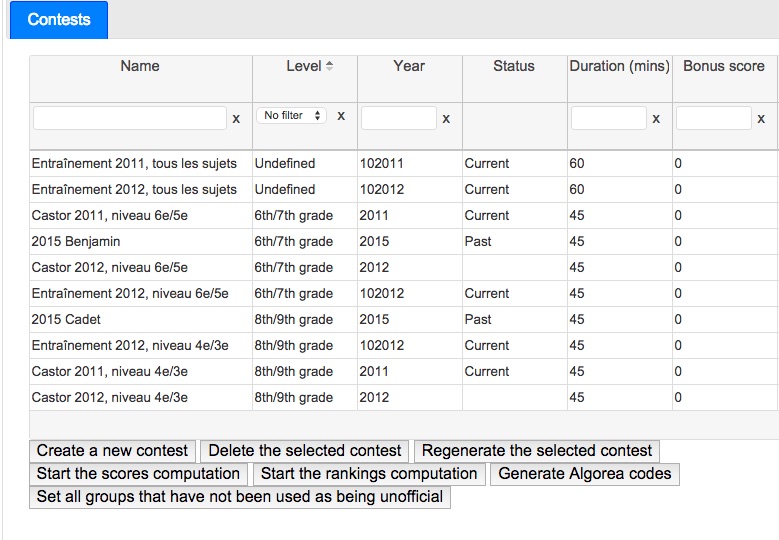 Contests
Name Level Year Status Duration (mins) Bonus score
x No filter x x x x
Entraînement 2011, tous les sujets Undefined 102011 Current 60 0
Entraînement 2012, tous les sujets Undefined 102012 Current 60 0
Castor 2011, niveau 6e/5e 6th/7th grade 2011 Current 45 0
2015 Benjamin 6th/7th grade 2015 Past 45 0
Castor 2012, niveau 6e/5e 6th/7th grade 2012 45 0
Entraînement 2012, niveau 6e/5e 6th/7th grade 102012 Current 45 0
2015 Cadet 8th/9th grade 2015 Past 45 0
Entraînement 2012, niveau 4e/3e 8th/9th grade 102012 Current 45 0
Castor 2011, niveau 4e/3e 8th/9th grade 2011 Current 45 0
Castor 2012, niveau 4e/3e 8th/9th grade 2012 45 0
Create a new contest Delete the selected contest Regenerate the selected contest
Start the scores computation Start the rankings computation Generate Algorea codes
Set all groups that have not been used as being unofficial